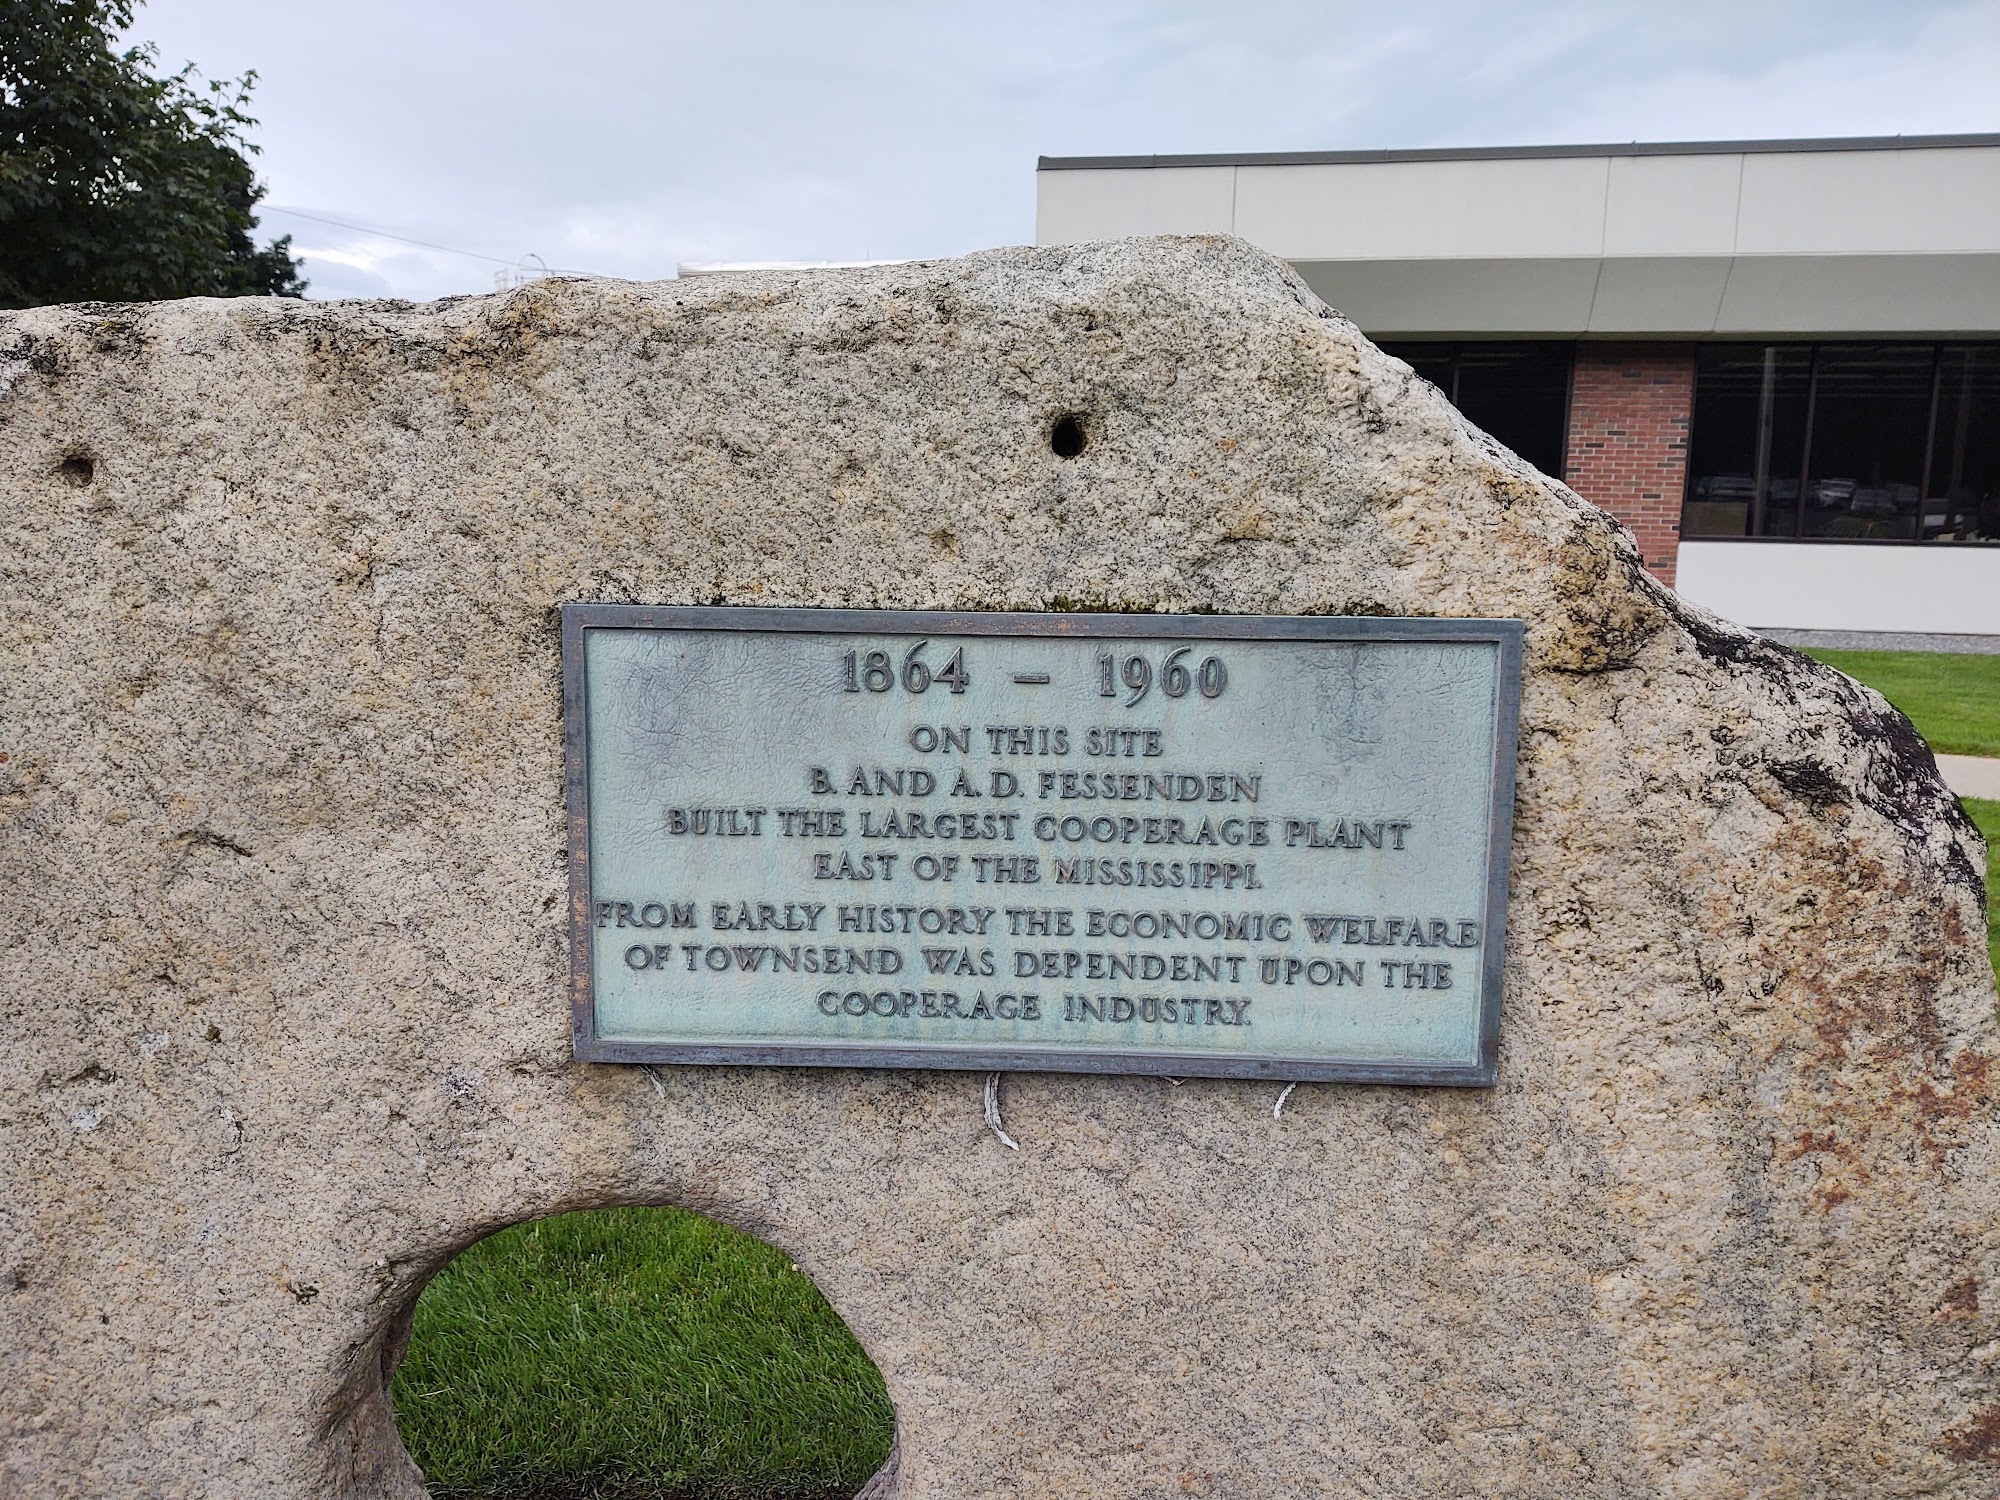 1864 – 1960
ON THIS SITE
B. AND A. D. FESSENDEN
BUILT THE LARGEST COOPERAGE PLANT
EAST OF THE MISSISSIPPI.
FROM EARLY HISTORY THE ECONOMIC WELFARE
OF TOWNSEND WAS DEPENDENT UPON THE
COOPERAGE INDUSTRY.